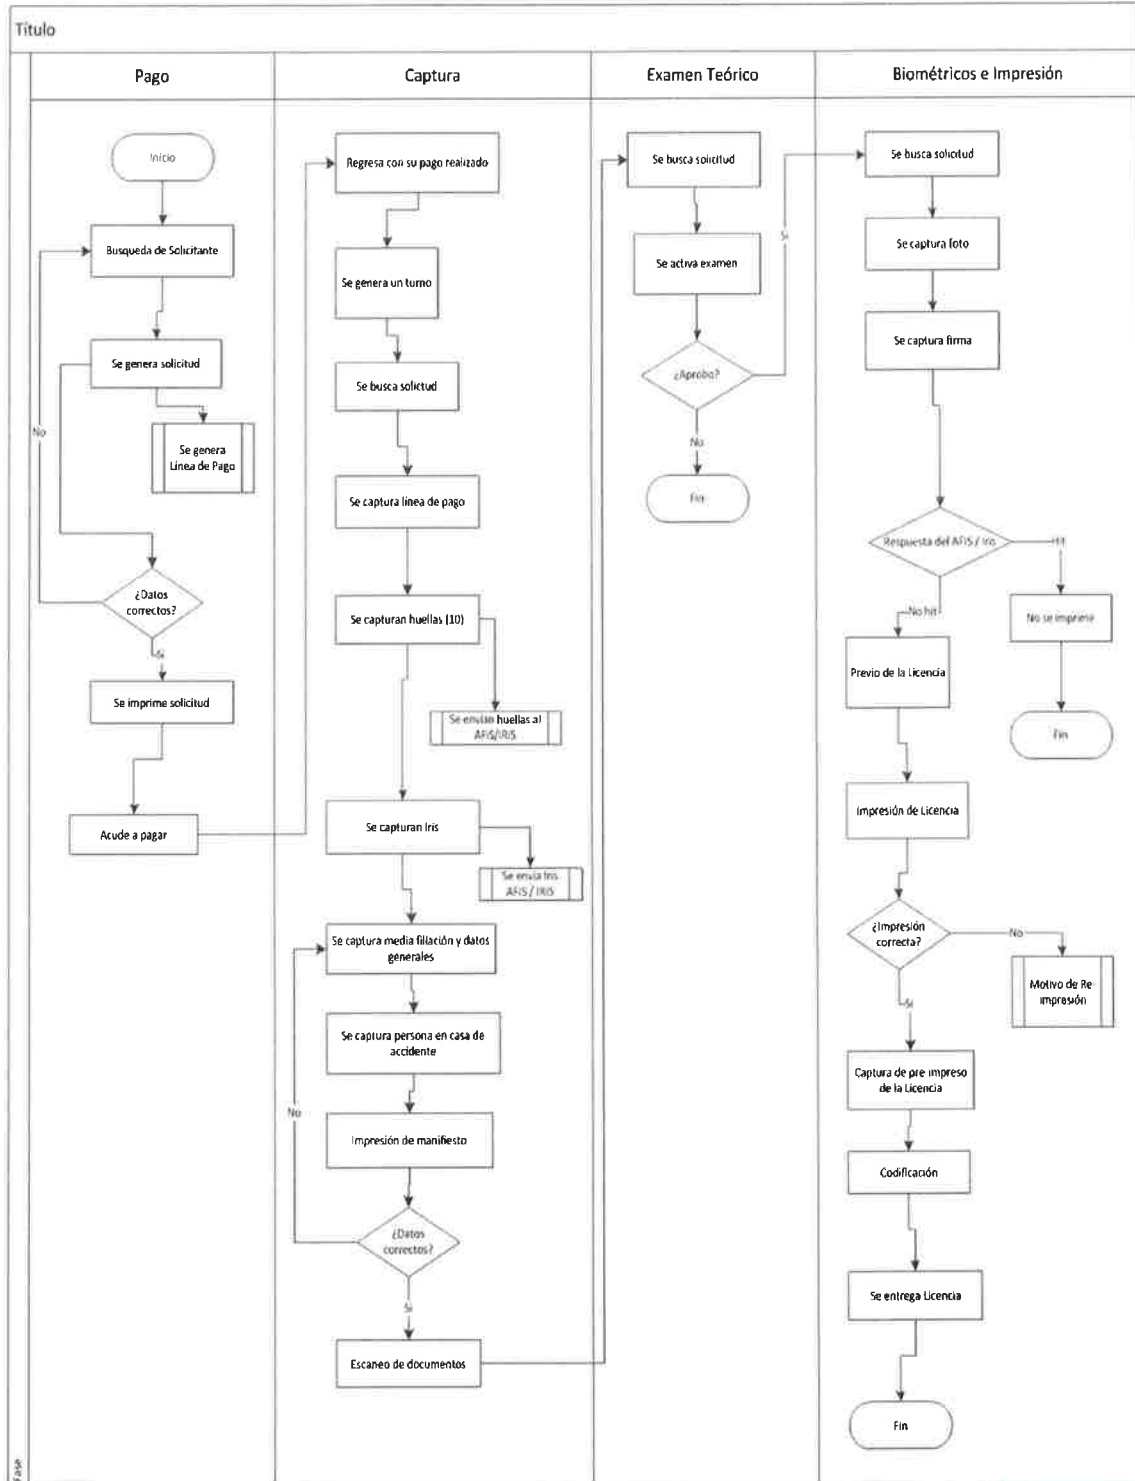 Título
Fase
Pago
Captura
Examen Teórico
Biométricos e Impresión
Inicio
Busqueda de Solicitante
Se genera solicitud
Se genera
Línea de Pago
No
¿Datos
correctos?
Si
Se imprime solicitud
Acude a pagar
Regresa con su pago realizado
Se genera un turno
Se busca solictud
Se captura linea de pago
Se capturan huellas (10)
Se envían huellas al
AFIS/IRIS
Se capturan Iris
Se envía Iris
AFIS / IRIS
Se captura media filiación y datos
generales
Se captura persona en casa de
accidente
Impresión de manifiesto
No
¿Datos
correctos?
Si
Escaneo de documentos
Se busca solicitud
Se activa examen
¿Aprobo?
Si
No
Fin
Se busca solicitud
Se captura foto
Se captura firma
Respuesta del AFIS / Iris
Hit
No hit
No se imprime
Fin
Previo de la Licencia
Impresión de Licencia
¿Impresión
correcta?
No
Motivo de Re
impresión
Si
Captura de pre impreso
de la Licencia
Codificación
Se entrega Licencia
Fin